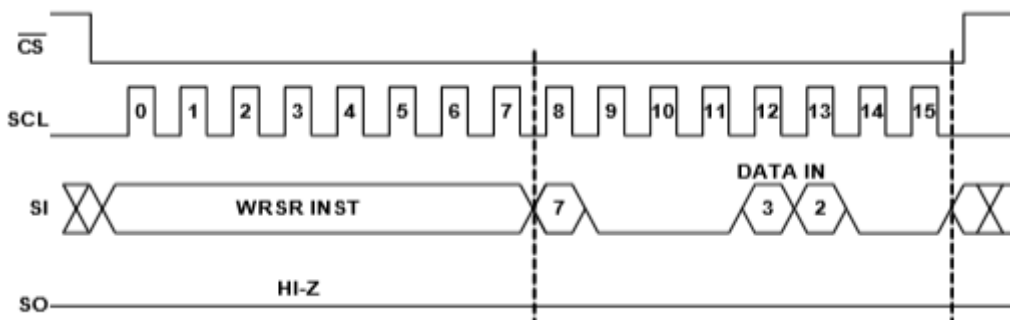 CS
SCL 0 1 2 3 4 5 6 7 8 9 10 11 12 13 14 15
DATA IN
SI WRSR INST 7 3 2
HI-Z
SO